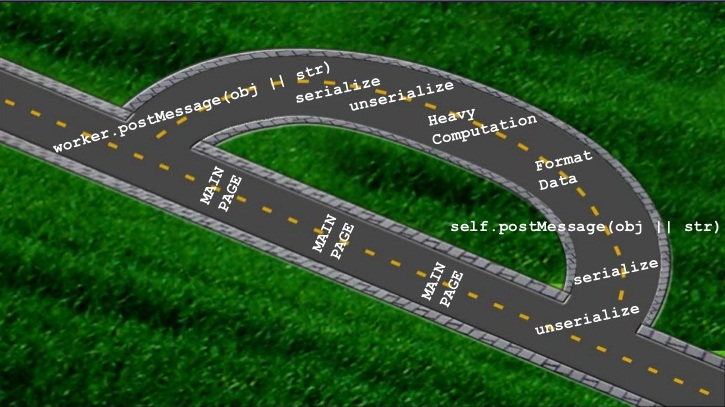 worker.postMessage(obj || str)
serialize
unserialize
Heavy
Computation
Format
Data
self.postMessage(obj || str)
serialize
unserialize
MAIN
PAGE
MAIN
PAGE
MAIN
PAGE